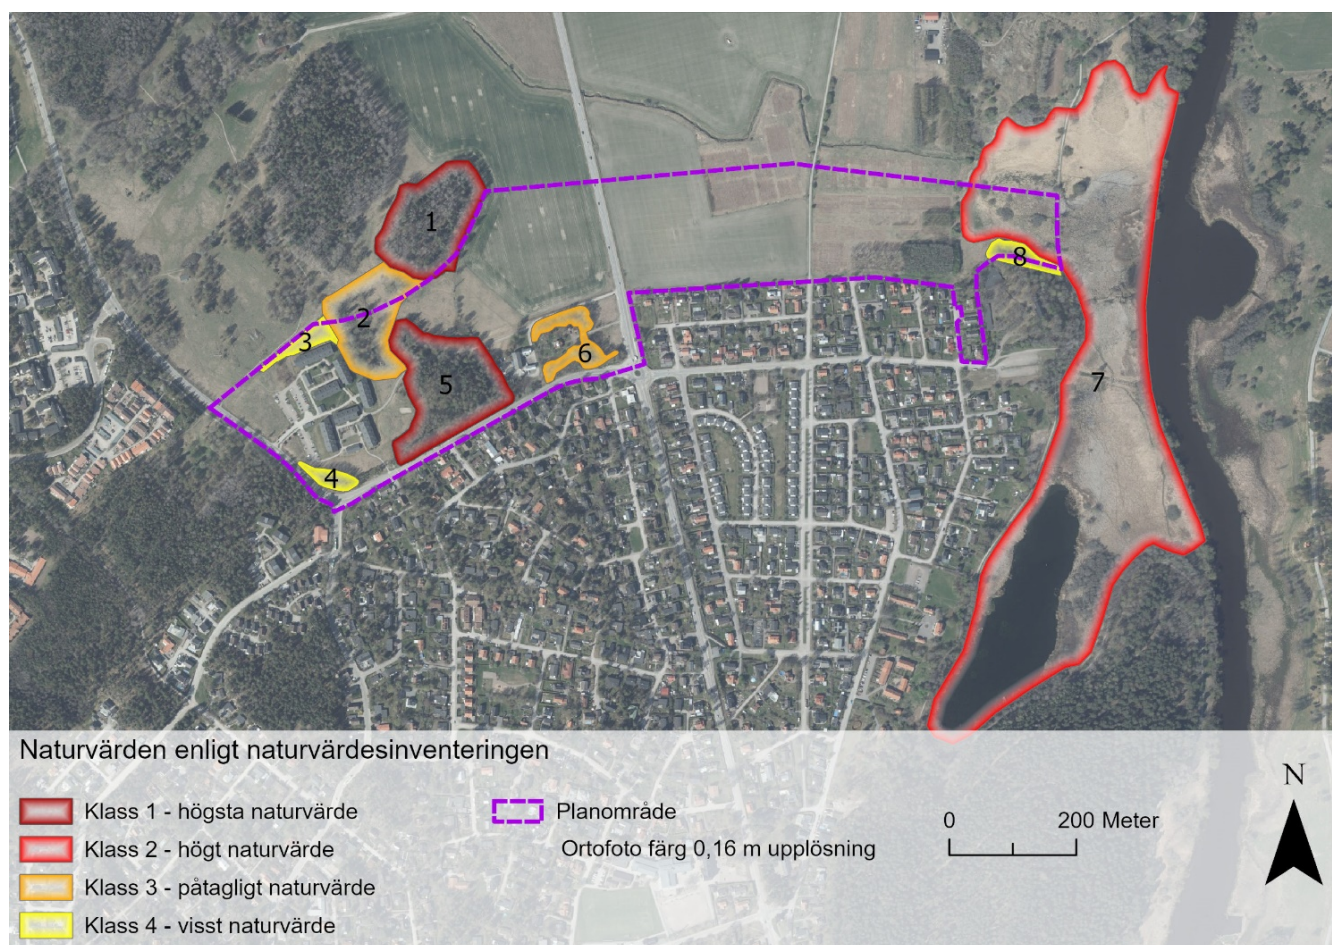 1
2
3
8
6
5
7
4
Naturvärden enligt naturvärdesinventeringen
Klass 1 - högsta naturvärde
Klass 2 - högt naturvärde
Klass 3 - påtagligt naturvärde
Klass 4 - visst naturvärde
Planområde
Ortofoto färg 0,16 m upplösning
0 200 Meter
N